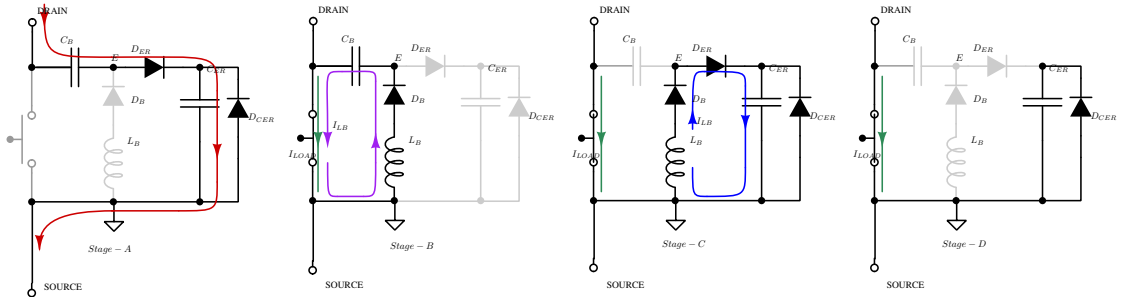 DRAIN
C_B
E
D_ER
C_ER
D_B
D_CER
L_B
Stage − A
SOURCE
DRAIN
C_B
E
D_ER
C_ER
D_B
D_CER
I_LB
L_B
I_LOAD
Stage − B
SOURCE
DRAIN
C_B
E
D_ER
C_ER
D_B
D_CER
I_LB
L_B
I_LOAD
Stage − C
SOURCE
DRAIN
C_B
E
D_ER
C_ER
D_B
D_CER
L_B
I_LOAD
Stage − D
SOURCE